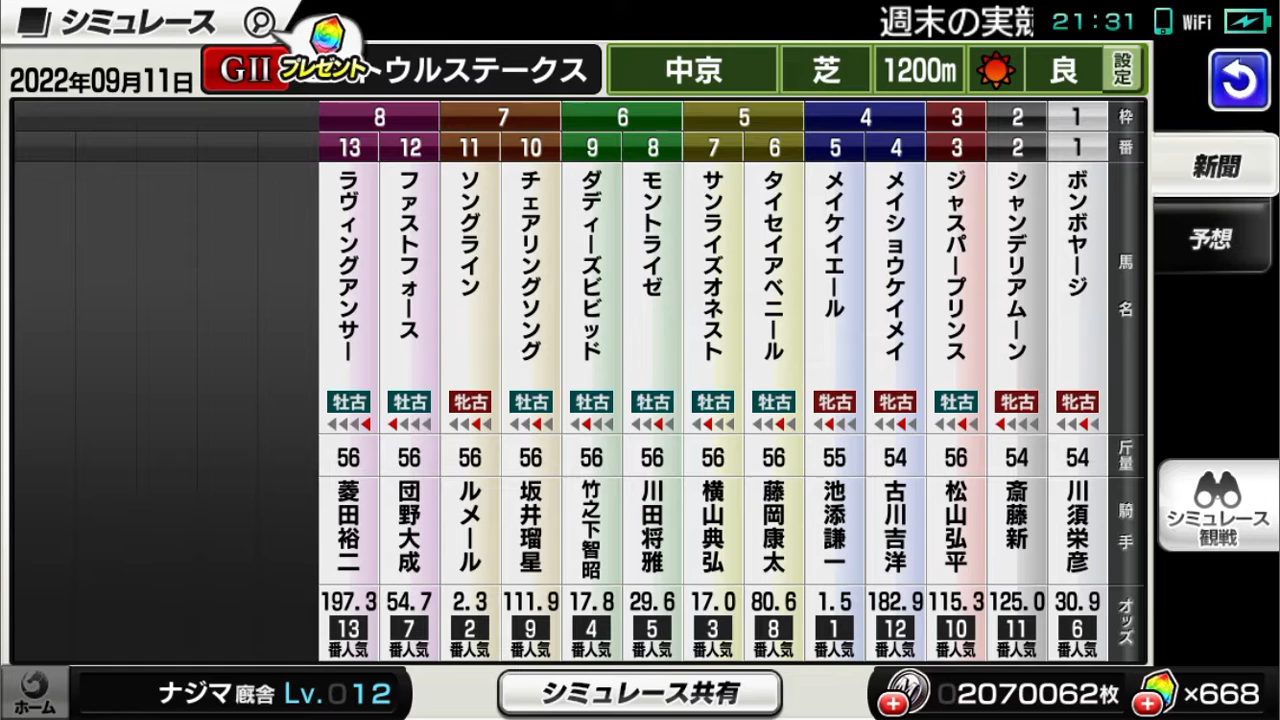 シミュレース
週末の実競
21:31
WiFi
2022年09月11日
GII
プレゼント
トウルステークス
中京
芝
1200m
良
設定
8
7
6
5
4
3
2
1
枠
13
12
11
10
9
8
7
6
5
4
3
2
1
番
ラヴィングアンサー
ファストフォース
ソングライン
チェアリングソング
ダディーズビビッド
モントライゼ
サンライズオネスト
タイセイアベニール
メイケイエール
メイショウケイメイ
ジャスパープリンス
シャンデリアムーン
ボンボヤージ
馬名
牡古
牡古
牝古
牡古
牡古
牡古
牡古
牡古
牝古
牝古
牡古
牝古
牝古
56
56
56
56
56
56
56
56
55
54
56
54
54
斤量
菱田裕二
団野大成
ルメール
坂井瑠星
竹之下智昭
川田将雅
横山典弘
藤岡康太
池添謙一
古川吉洋
松山弘平
斎藤新
川須栄彦
騎手
197.3
54.7
2.3
111.9
17.8
29.6
17.0
80.6
1.5
182.9
115.3
125.0
30.9
オッズ
13
7
2
9
4
5
3
8
1
12
10
11
6
番人気
番人気
番人気
番人気
番人気
番人気
番人気
番人気
番人気
番人気
番人気
番人気
番人気
新聞
予想
シミュレース
観戦
ホーム
ナジマ廐舎 Lv.012
シミュレース共有
02070062枚
×668